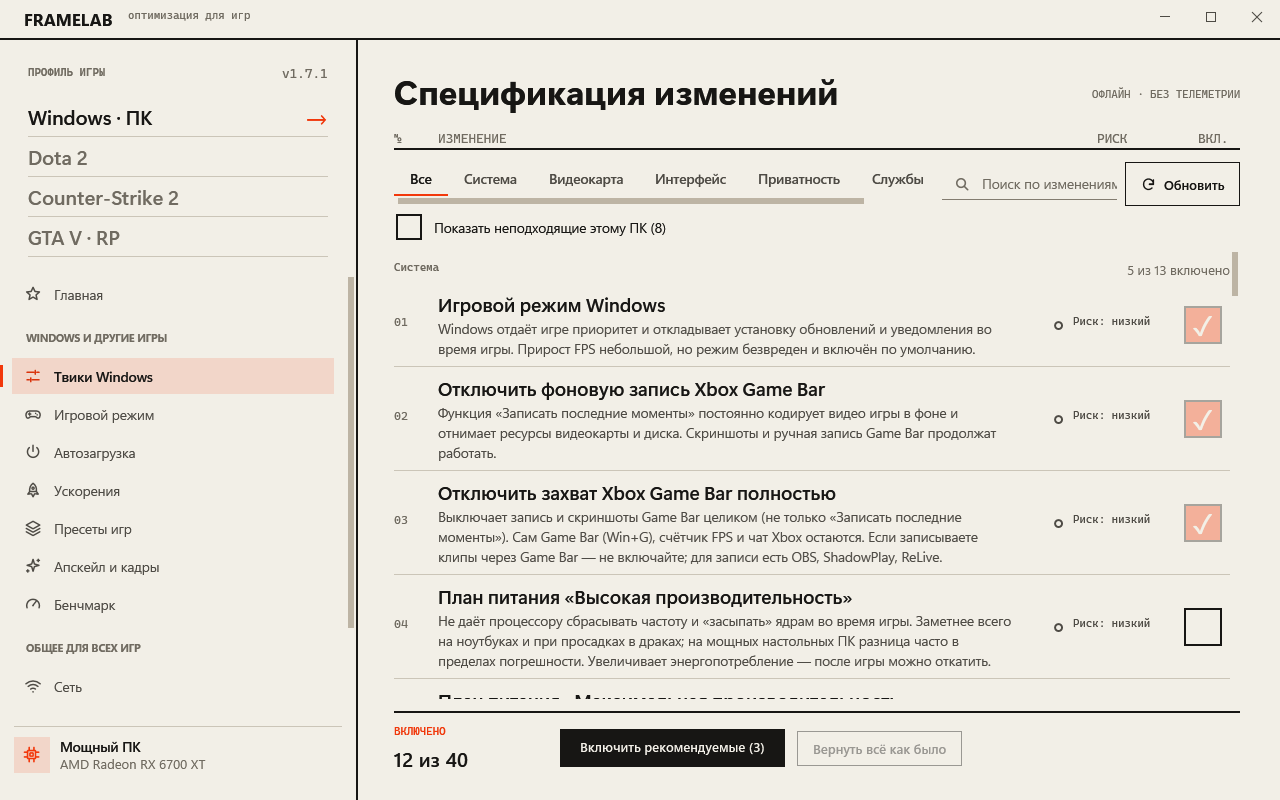 FRAMELAB
оптимизация для игр
ПРОФИЛЬ ИГРЫ
v1.7.1
Windows · ПК
Dota 2
Counter-Strike 2
GTA V · RP
Главная
WINDOWS И ДРУГИЕ ИГРЫ
Твики Windows
Игровой режим
Автозагрузка
Ускорения
Пресеты игр
Апскейл и кадры
Бенчмарк
ОБЩЕЕ ДЛЯ ВСЕХ ИГР
Сеть
Мощный ПК
AMD Radeon RX 6700 XT
Спецификация изменений
ОФЛАЙН · БЕЗ ТЕЛЕМЕТРИИ
№ ИЗМЕНЕНИЕ РИСК ВКЛ.
Все Система Видеокарта Интерфейс Приватность Службы
Поиск по изменениям
Обновить
Показать неподходящие этому ПК (8)
Система
5 из 13 включено
01
Игровой режим Windows
Windows отдаёт игре приоритет и откладывает установку обновлений и уведомления во
время игры. Прирост FPS небольшой, но режим безвреден и включён по умолчанию.
Риск: низкий
02
Отключить фоновую запись Xbox Game Bar
Функция «Записать последние моменты» постоянно кодирует видео игры в фоне и
отнимает ресурсы видеокарты и диска. Скриншоты и ручная запись Game Bar продолжат
работать.
Риск: низкий
03
Отключить захват Xbox Game Bar полностью
Выключает запись и скриншоты Game Bar целиком (не только «Записать последние
моменты»). Сам Game Bar (Win+G), счётчик FPS и чат Xbox остаются. Если записываете
клипы через Game Bar — не включайте; для записи есть OBS, ShadowPlay, ReLive.
Риск: низкий
04
План питания «Высокая производительность»
Не даёт процессору сбрасывать частоту и «засыпать» ядрам во время игры. Заметнее всего
на ноутбуках и при просадках в драках; на мощных настольных ПК разница часто в
пределах погрешности. Увеличивает энергопотребление — после игры можно откатить.
Риск: низкий
ВКЛЮЧЕНО
12 из 40
Включить рекомендуемые (3)
Вернуть всё как было